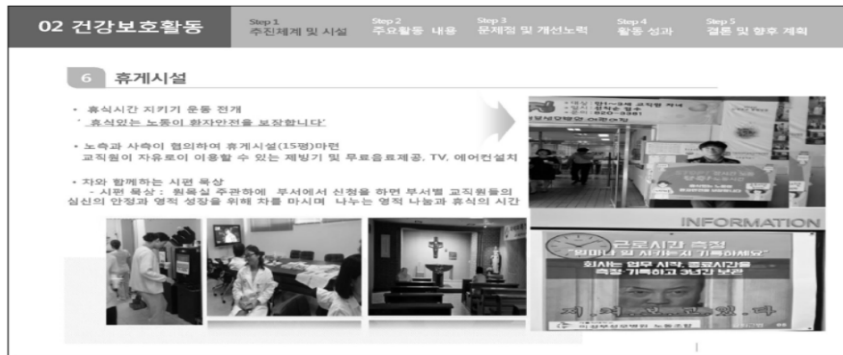 02 건강보호활동
Step 1
추진체계 및 시설
Step 2
주요활동 내용
Step 3
문제점 및 개선노력
Step 4
활동 성과
Step 5
결론 및 향후 계획
6 휴게시설
• 휴식시간 지키기 운동 전개
‘ 휴식있는 노동이 환자안전을 보장합니다’
• 노측과 사측이 협의하여 휴게시설(15평)마련
교직원이 자유로이 이용할 수 있는 제빙기 및 무료음료제공, TV, 에어컨설치
• 차와 함께하는 시편 묵상
- 시편 묵상 : 원목실 주관하에 부서에서 신청을 하면 부서별 교직원들의
심신의 안정과 영적 성장을 위해 차를 마시며 나누는 영적 나눔과 휴식의 시간
INFORMATION
근로시간 측정
회사는 업무 시작, 종료시간을
측정·기록하고 3년간 보관
지.켜.보.고.있.다